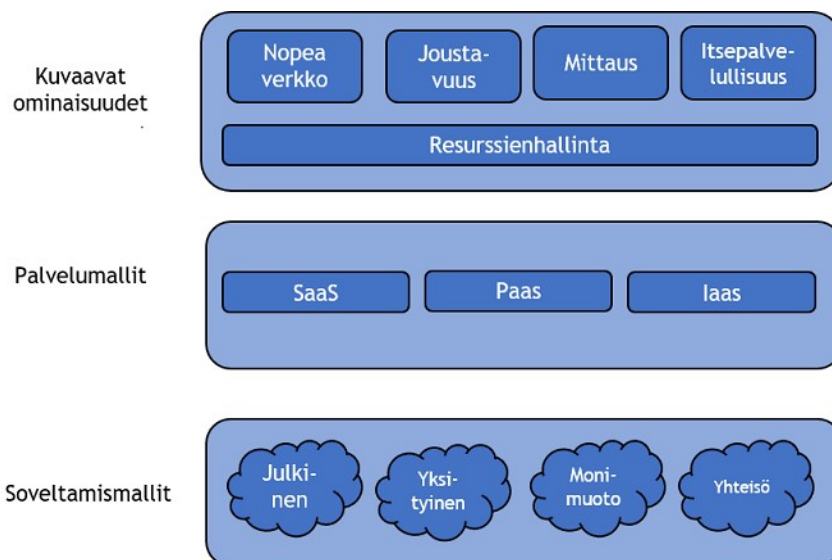 Kuvaavat
ominaisuudet
.
Nopea
verkko
Jousta-
vuus
Mittaus
Itsepalve-
lullisuus
Resurssienhallinta
Palvelumallit
SaaS
Paas
Iaas
Soveltamismallit
Julki-
nen
Yksi-
tyinen
Moni-
muoto
Yhteisö